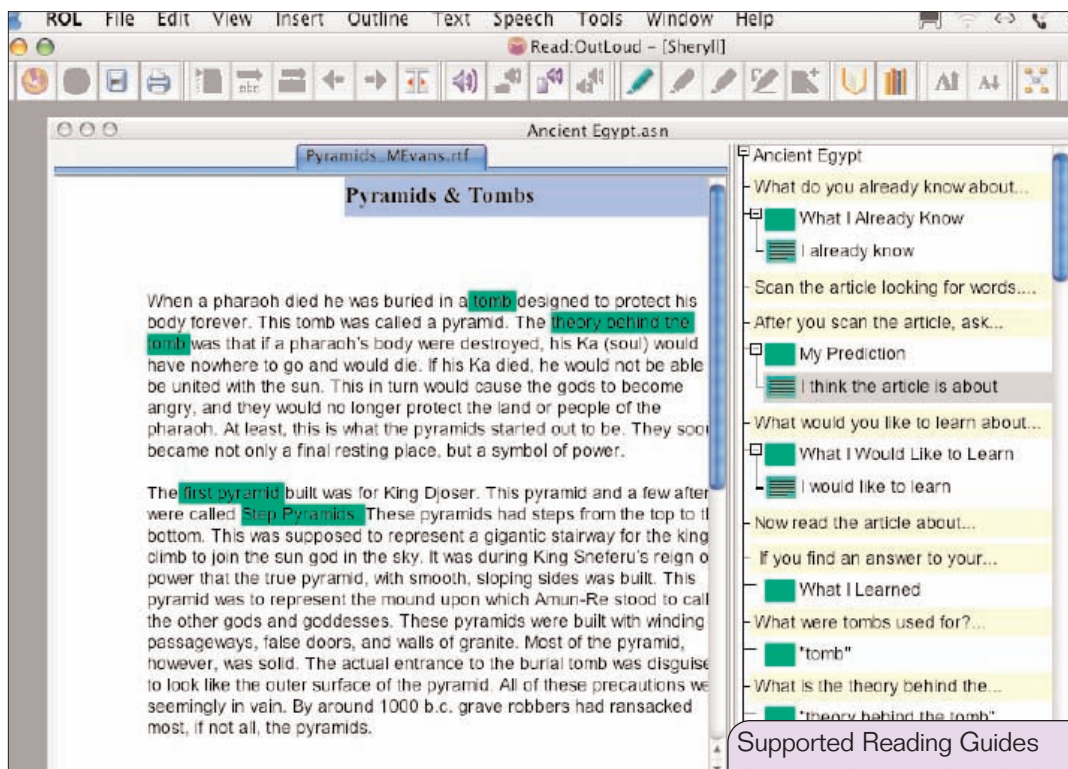 ROL File Edit View Insert Outline Text Speech Tools Window Help
Read:OutLoud – [Sheryll]
abc
Ancient Egypt.asn
Pyramids_MEvans.rtf
Pyramids & Tombs
When a pharaoh died he was buried in a tomb designed to protect his
body forever. This tomb was called a pyramid. The theory behind the
tomb was that if a pharaoh's body were destroyed, his Ka (soul) would
have nowhere to go and would die. If his Ka died, he would not be able
be united with the sun. This in turn would cause the gods to become
angry, and they would no longer protect the land or people of the
pharaoh. At least, this is what the pyramids started out to be. They soo
became not only a final resting place, but a symbol of power.
The first pyramid built was for King Djoser. This pyramid and a few after
were called Step Pyramids. These pyramids had steps from the top to t
bottom. This was supposed to represent a gigantic stairway for the king
climb to join the sun god in the sky. It was during King Sneferu's reign o
power that the true pyramid, with smooth, sloping sides was built. This
pyramid was to represent the mound upon which Amun-Re stood to call
the other gods and goddesses. These pyramids were built with winding
passageways, false doors, and walls of granite. Most of the pyramid,
however, was solid. The actual entrance to the burial tomb was disguise
to look like the outer surface of the pyramid. All of these precautions we
seemingly in vain. By around 1000 b.c. grave robbers had ransacked
most, if not all, the pyramids.
Ancient Egypt
What do you already know about...
What I Already Know
I already know
Scan the article looking for words....
After you scan the article, ask...
My Prediction
I think the article is about
What would you like to learn about...
What I Would Like to Learn
I would like to learn
Now read the article about...
If you find an answer to your...
What I Learned
What were tombs used for?...
"tomb"
What is the theory behind the...
"theory behind the tomb"
Supported Reading Guides